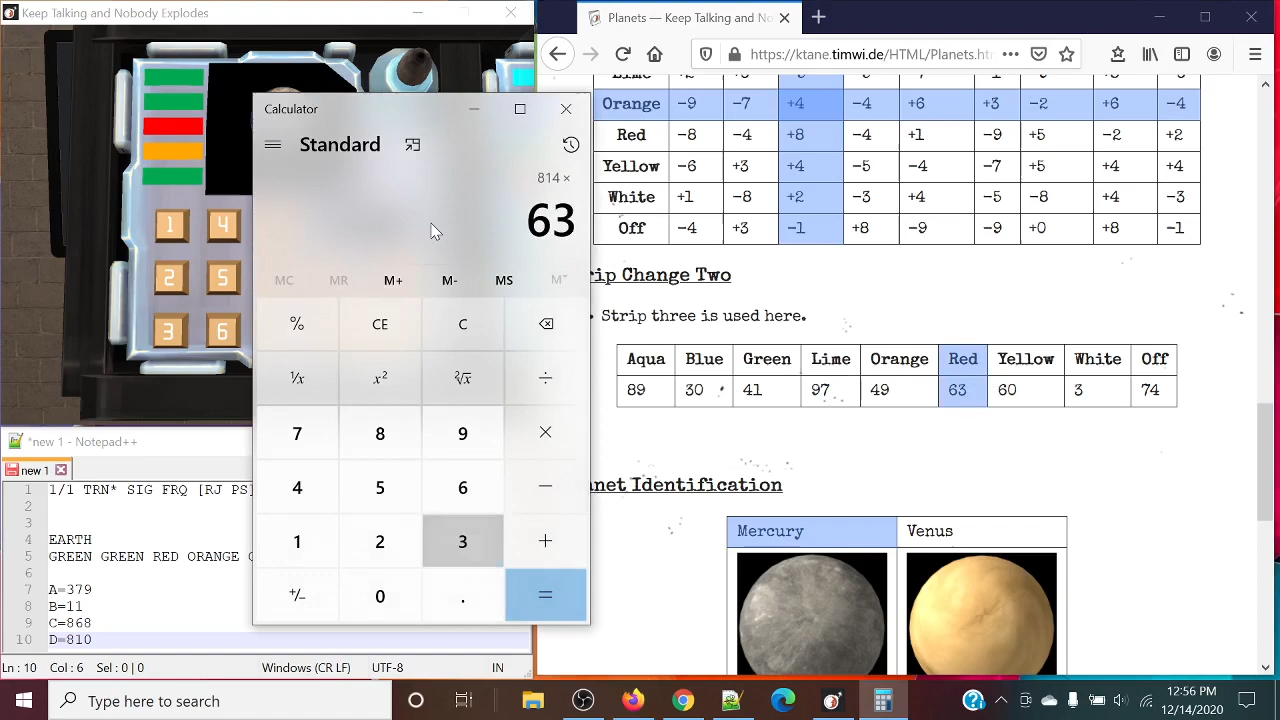 Keep Talking and Nobody Explodes
Planets — Keep Talking and No
https://ktane.timwi.de/HTML/Planets.ht
Orange −9 −7 +4 −4 +6 +3 −2 +6 −4
Red −8 −4 +8 −4 +1 −9 +5 −2 +2
Yellow −6 +3 +4 −5 −4 −7 +5 +4 +4
White +1 −8 +2 −3 +4 −5 −8 +4 −3
Off −4 +3 −1 +8 −9 −9 +0 +8 −1
rip Change Two
Strip three is used here.
Aqua Blue Green Lime Orange Red Yellow White Off
89 30 41 97 49 63 60 3 74
anet Identification
Mercury Venus
1 4
2 5
3 6
Calculator
Standard
814 ×
63
MC MR M+ M- MS M˅
% CE C
1/x x² ²√x ÷
7 8 9 ×
4 5 6 −
1 2 3 +
+/− 0 . =
*new 1 - Notepad++
new 1
1 1/1 TRN* SIG FRQ [RJ PS]
2
3
4 EARTH
5 GREEN GREEN RED ORANGE
6
7 A=379
8 B=11
9 C=868
10 D=810
Ln : 10 Col : 6 Sel : 0 | 0 Windows (CR LF) UTF-8 IN
Type here to search
12:56 PM
12/14/2020